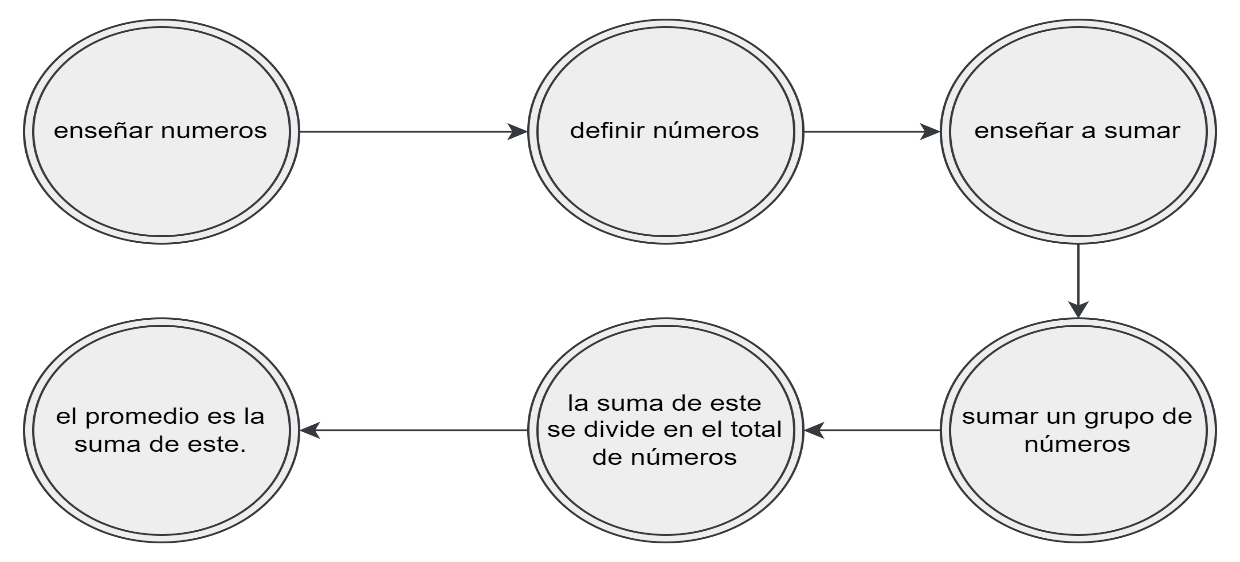 enseñar numeros
definir números
enseñar a sumar
sumar un grupo de
números
la suma de este
se divide en el total
de números
el promedio es la
suma de este.